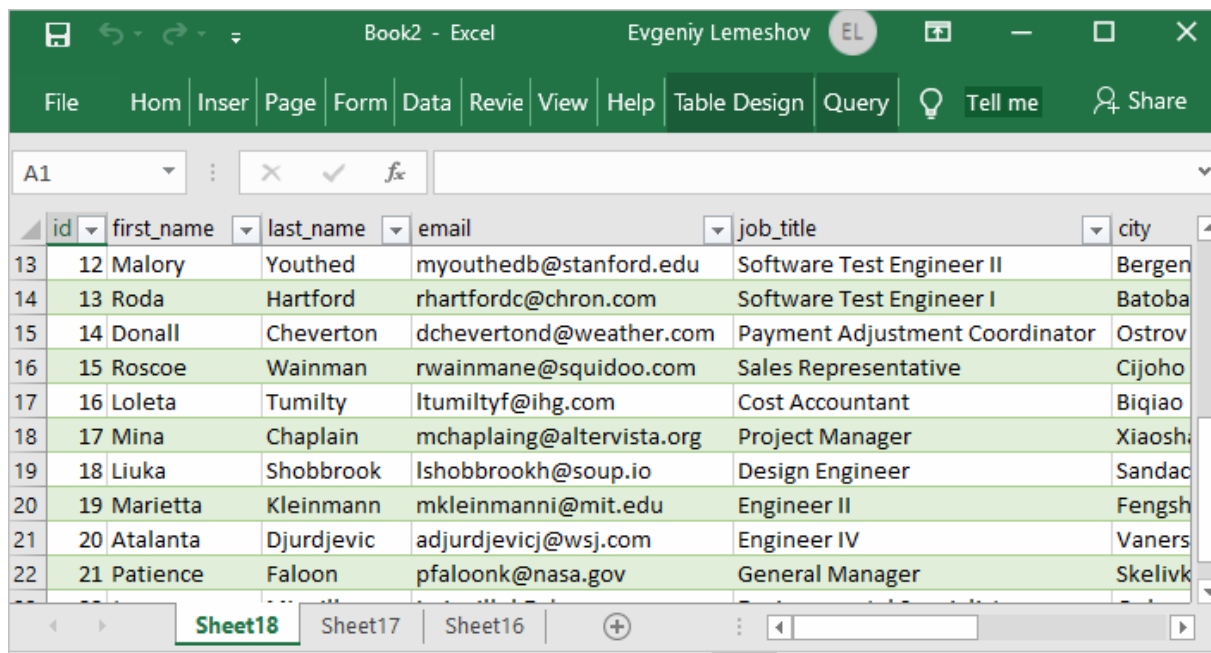 Book2 - Excel Evgeniy Lemeshov EL
File Hom Inser Page Form Data Revie View Help Table Design Query Tell me Share
A1 fx
id first_name last_name email job_title city
13 12 Malory Youthed myouthedb@stanford.edu Software Test Engineer II Bergen
14 13 Roda Hartford rhartfordc@chron.com Software Test Engineer I Batoba
15 14 Donall Cheverton dchevertond@weather.com Payment Adjustment Coordinator Ostrov
16 15 Roscoe Wainman rwainmane@squidoo.com Sales Representative Cijoho
17 16 Loleta Tumilty ltumiltyf@ihg.com Cost Accountant Biqiao
18 17 Mina Chaplain mchaplaing@altervista.org Project Manager Xiaosh
19 18 Liuka Shobbrook lshobbrookh@soup.io Design Engineer Sandac
20 19 Marietta Kleinmann mkleinmanni@mit.edu Engineer II Fengsh
21 20 Atalanta Djurdjevic adjurdjevicj@wsj.com Engineer IV Vaners
22 21 Patience Faloon pfaloonk@nasa.gov General Manager Skelivk
Sheet18 Sheet17 Sheet16